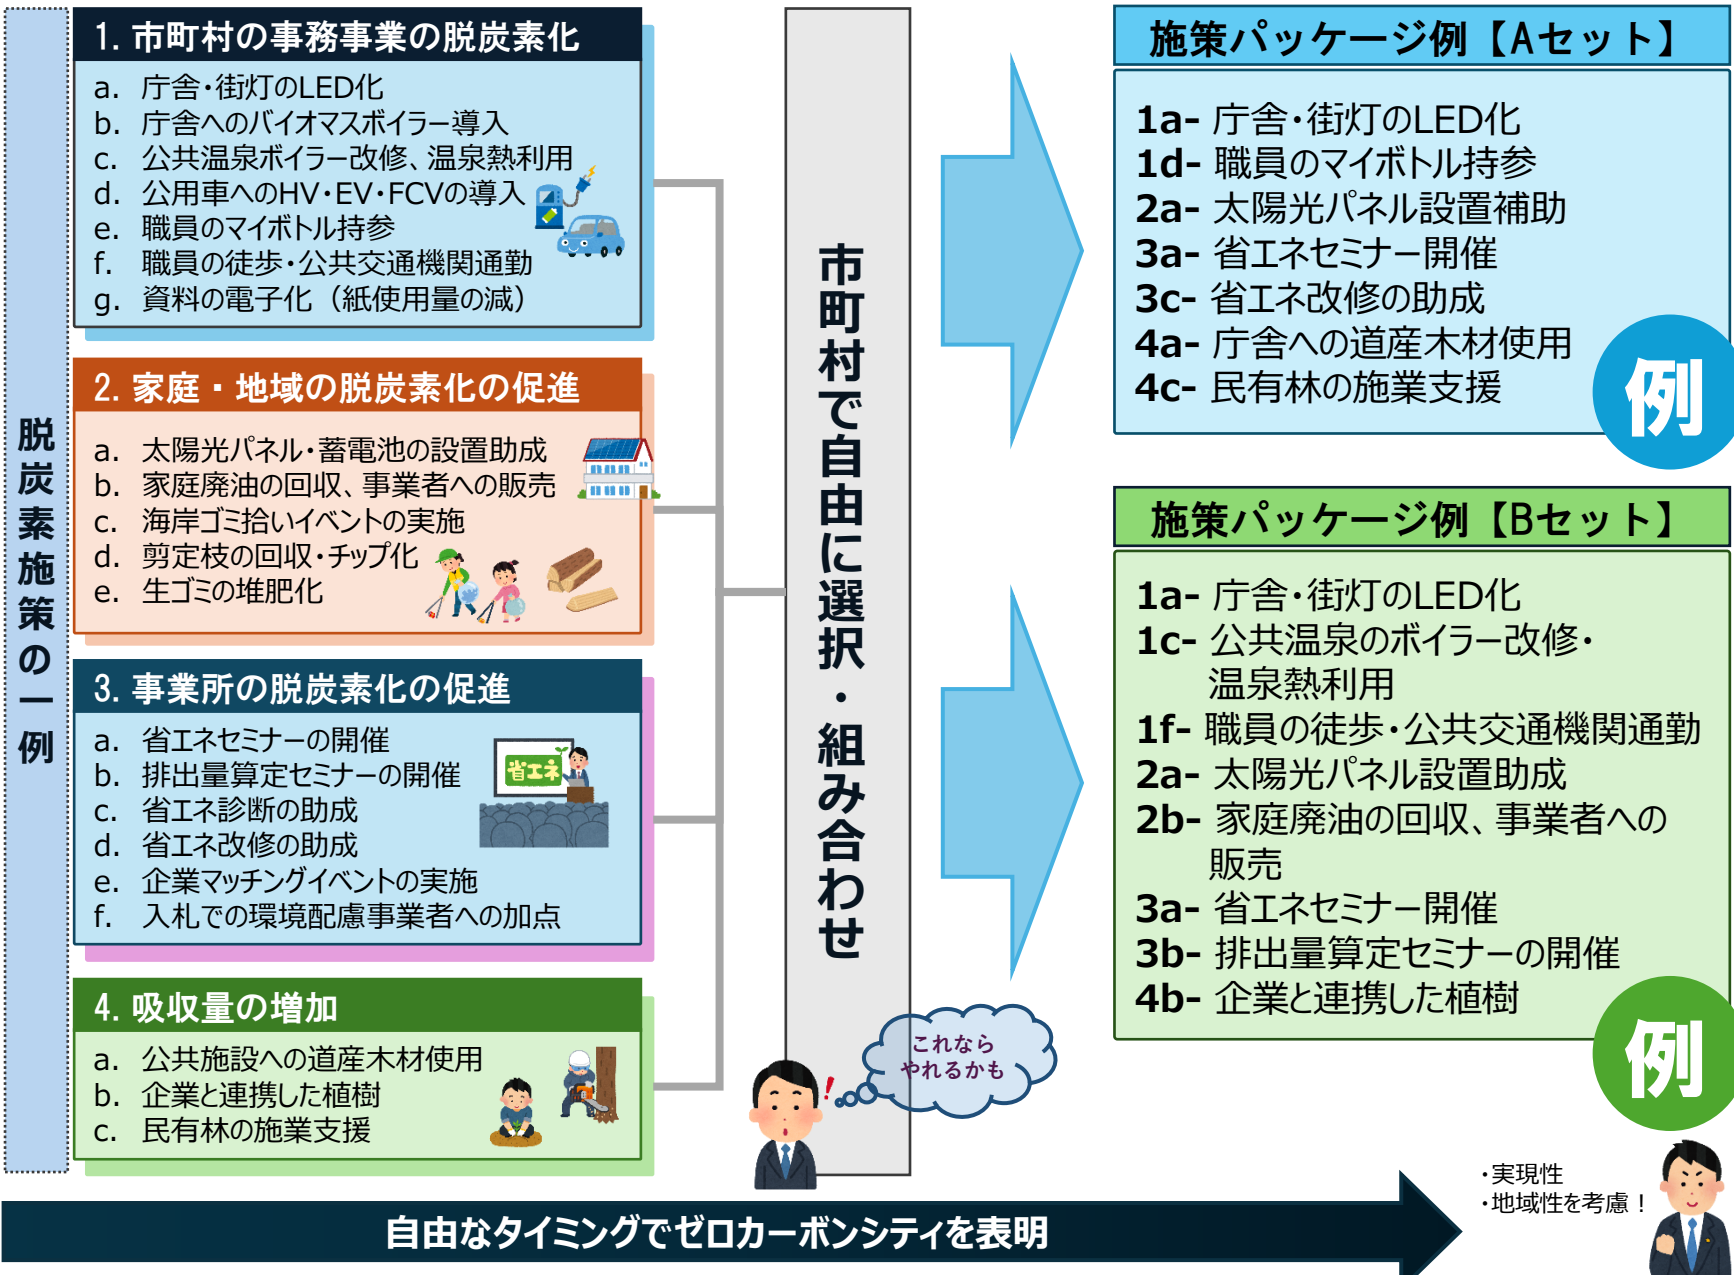 脱炭素施策の一例
1. 市町村の事務事業の脱炭素化
a. 庁舎・街灯のLED化
b. 庁舎へのバイオマスボイラー導入
c. 公共温泉ボイラー改修、温泉熱利用
d. 公用車へのHV・EV・FCVの導入
e. 職員のマイボトル持参
f. 職員の徒歩・公共交通機関通勤
g. 資料の電子化（紙使用量の減）
2. 家庭・地域の脱炭素化の促進
a. 太陽光パネル・蓄電池の設置助成
b. 家庭廃油の回収、事業者への販売
c. 海岸ゴミ拾いイベントの実施
d. 剪定枝の回収・チップ化
e. 生ゴミの堆肥化
3. 事業所の脱炭素化の促進
a. 省エネセミナーの開催
b. 排出量算定セミナーの開催
c. 省エネ診断の助成
d. 省エネ改修の助成
e. 企業マッチングイベントの実施
f. 入札での環境配慮事業者への加点
省エネ
4. 吸収量の増加
a. 公共施設への道産木材使用
b. 企業と連携した植樹
c. 民有林の施業支援
市町村で自由に選択・組み合わせ
これなら
やれるかも
施策パッケージ例【Aセット】
1a- 庁舎・街灯のLED化
1d- 職員のマイボトル持参
2a- 太陽光パネル設置補助
3a- 省エネセミナー開催
3c- 省エネ改修の助成
4a- 庁舎への道産木材使用
4c- 民有林の施業支援
例
施策パッケージ例【Bセット】
1a- 庁舎・街灯のLED化
1c- 公共温泉のボイラー改修・
温泉熱利用
1f- 職員の徒歩・公共交通機関通勤
2a- 太陽光パネル設置助成
2b- 家庭廃油の回収、事業者への
販売
3a- 省エネセミナー開催
3b- 排出量算定セミナーの開催
4b- 企業と連携した植樹
例
・実現性
・地域性を考慮！
自由なタイミングでゼロカーボンシティを表明